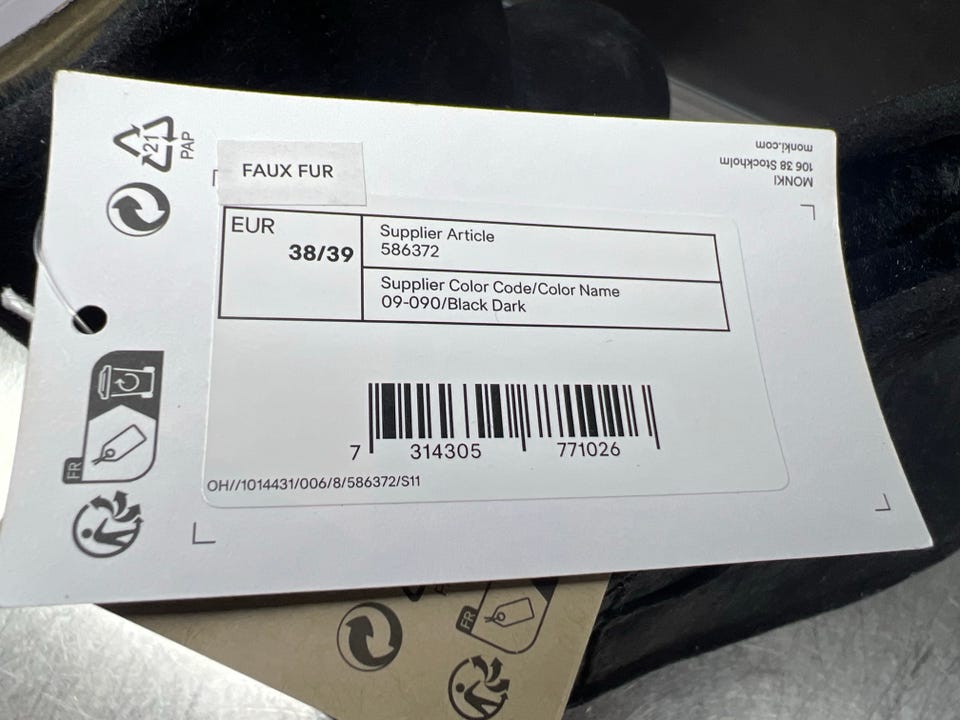 21
PAP
FAUX FUR
MONKI
106 38 Stockholm
monki.com
EUR
38/39
Supplier Article
586372
Supplier Color Code/Color Name
09-090/Black Dark
7 314305 771026
OH//1014431/006/8/586372/S11
FR
FR